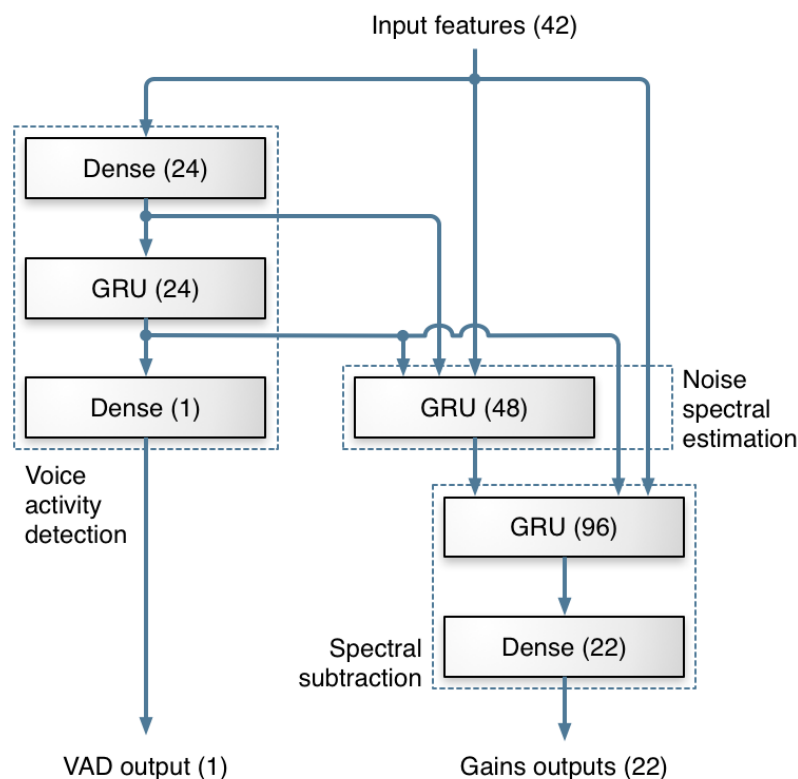 Input features (42)
Dense (24)
GRU (24)
Dense (1)
Voice
activity
detection
GRU (48)
Noise
spectral
estimation
GRU (96)
Dense (22)
Spectral
subtraction
VAD output (1)
Gains outputs (22)